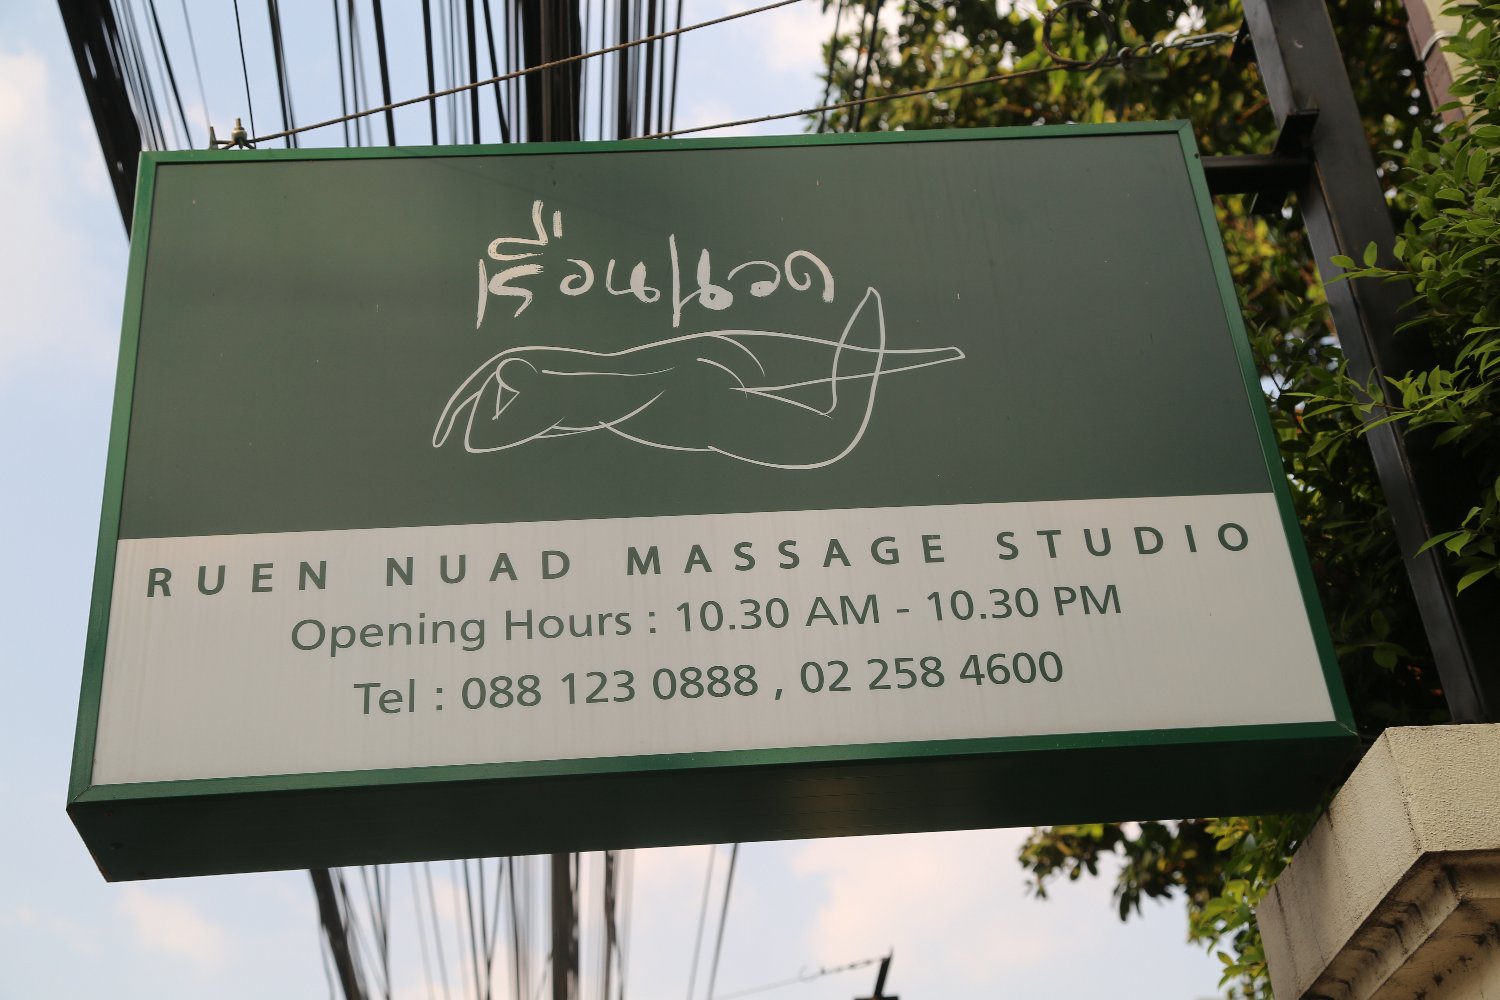 เรือนนวด
RUEN NUAD MASSAGE STUDIO
Opening Hours : 10.30 AM - 10.30 PM
Tel : 088 123 0888 , 02 258 4600